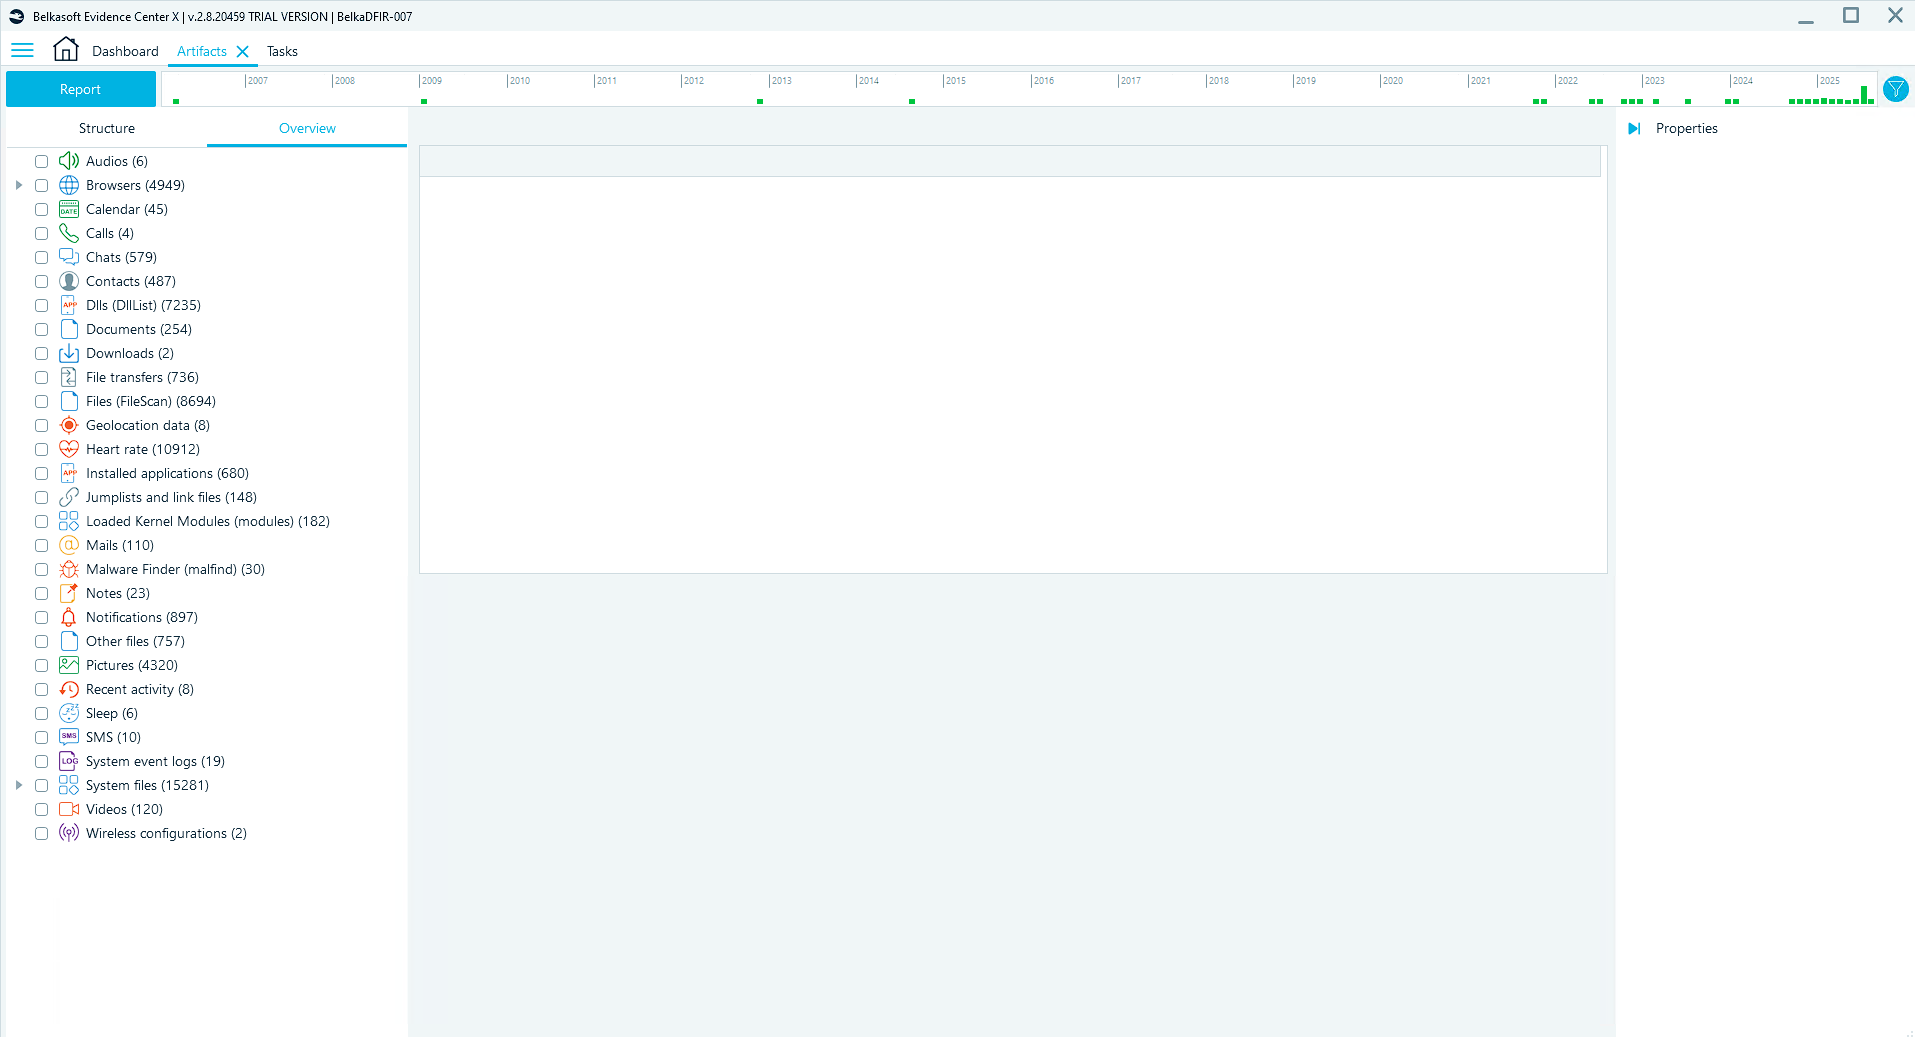 Belkasoft Evidence Center X | v.2.8.20459 TRIAL VERSION | BelkaDFIR-007
Dashboard Artifacts Tasks
Report
2007 2008 2009 2010 2011 2012 2013 2014 2015 2016 2017 2018 2019 2020 2021 2022 2023 2024 2025
Structure Overview
Properties
Audios (6)
Browsers (4949)
DATE
Calendar (45)
Calls (4)
Chats (579)
Contacts (487)
APP
Dlls (DllList) (7235)
Documents (254)
Downloads (2)
File transfers (736)
Files (FileScan) (8694)
Geolocation data (8)
Heart rate (10912)
APP
Installed applications (680)
Jumplists and link files (148)
Loaded Kernel Modules (modules) (182)
@
Mails (110)
Malware Finder (malfind) (30)
Notes (23)
Notifications (897)
Other files (757)
Pictures (4320)
Recent activity (8)
zzz
Sleep (6)
SMS
SMS (10)
LOG
System event logs (19)
System files (15281)
Videos (120)
Wireless configurations (2)